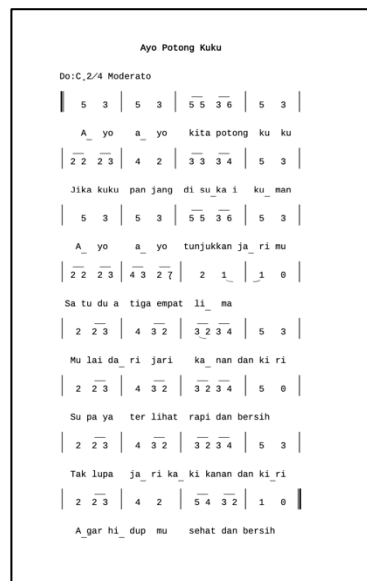 Ayo Potong Kuku
Do:C,2/4 Moderato
5 3 | 5 3 | 5 5 3 6 | 5 3
A_ yo a_ yo kita potong ku ku
2 2 2 3 | 4 2 | 3 3 3 4 | 5 3
Jika kuku pan jang di su_ka i ku_ man
5 3 | 5 3 | 5 5 3 6 | 5 3
A_ yo a_ yo tunjukkan ja_ ri mu
2 2 2 3 | 4 3 2 7 | 2 1 | 1 0
Sa tu du a tiga empat li_ ma
2 2 3 | 4 3 2 | 3 2 3 4 | 5 3
Mu lai da_ ri jari ka_ nan dan ki ri
2 2 3 | 4 3 2 | 3 2 3 4 | 5 0
Su pa ya ter lihat rapi dan bersih
2 2 3 | 4 3 2 | 3 2 3 4 | 5 3
Tak lupa ja_ ri ka_ ki kanan dan ki_ri
2 2 3 | 4 2 | 5 4 3 2 | 1 0
A_gar hi_ dup mu sehat dan bersih